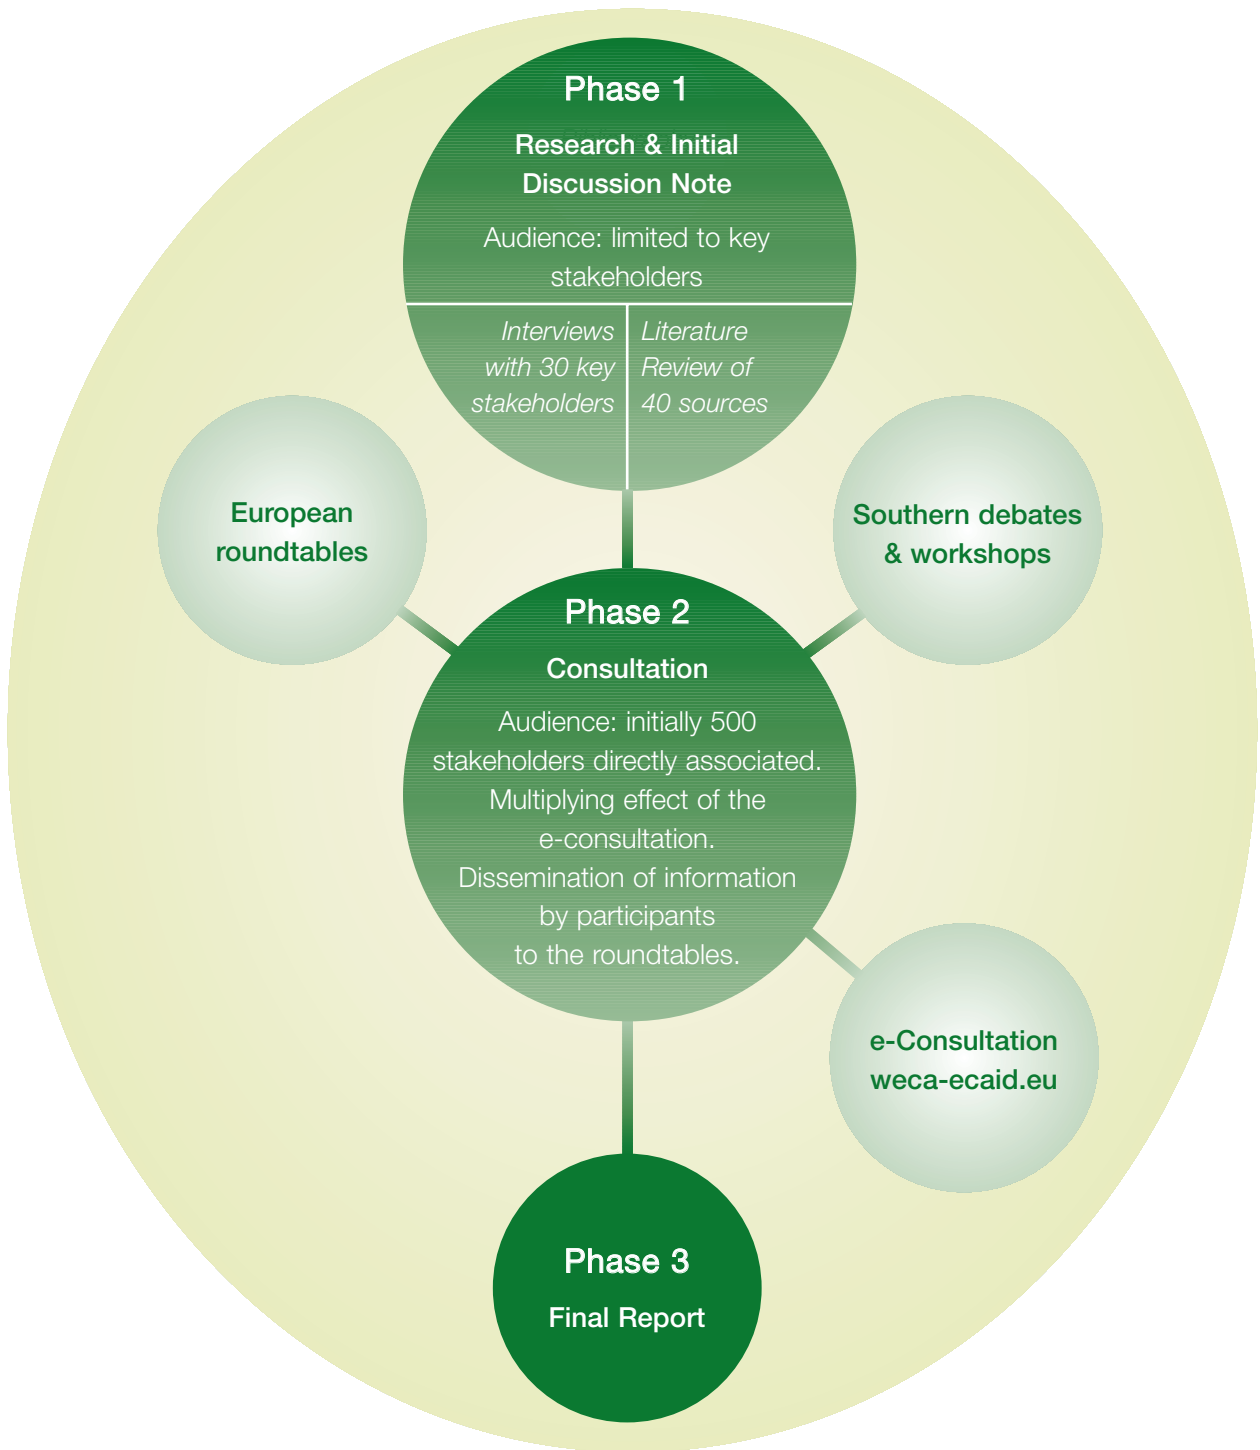 Phase 1
Research & Initial
Discussion Note
Audience: limited to key
stakeholders
Interviews
with 30 key
stakeholders
Literature
Review of
40 sources
European
roundtables
Southern debates
& workshops
Phase 2
Consultation
Audience: initially 500
stakeholders directly associated.
Multiplying effect of the
e-consultation.
Dissemination of information
by participants
to the roundtables.
e-Consultation
weca-ecaid.eu
Phase 3
Final Report